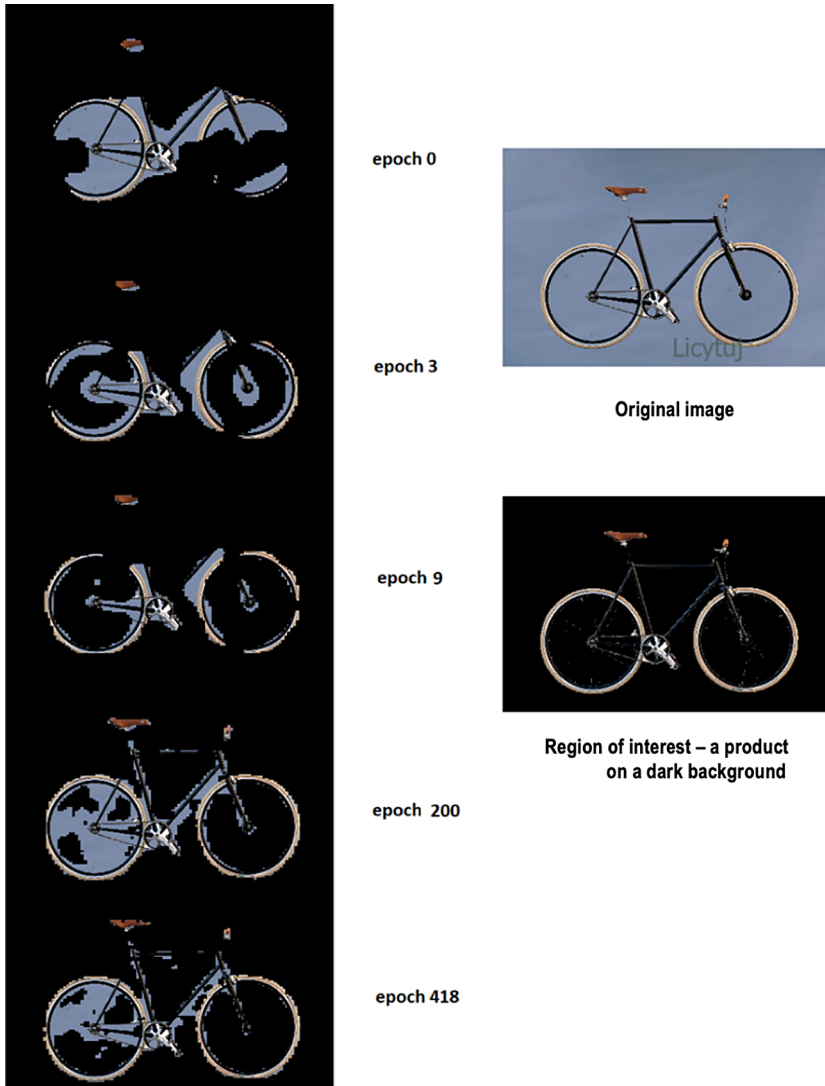 epoch 0
epoch 3
epoch 9
epoch 200
epoch 418
Licytuj
Original image
Region of interest – a product
on a dark background